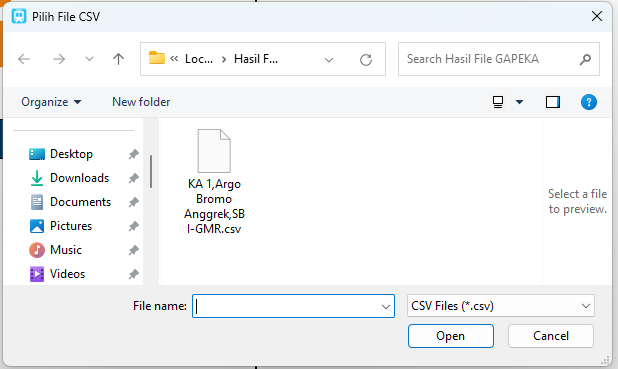 Pilih File CSV
« Loc... > Hasil F...
Search Hasil File GAPEKA
Organize
New folder
Desktop
Downloads
Documents
Pictures
Music
Videos
KA 1,Argo
Bromo
Anggrek,SB
I-GMR.csv
Select a file
to preview.
File name:
CSV Files (*.csv)
Open
Cancel